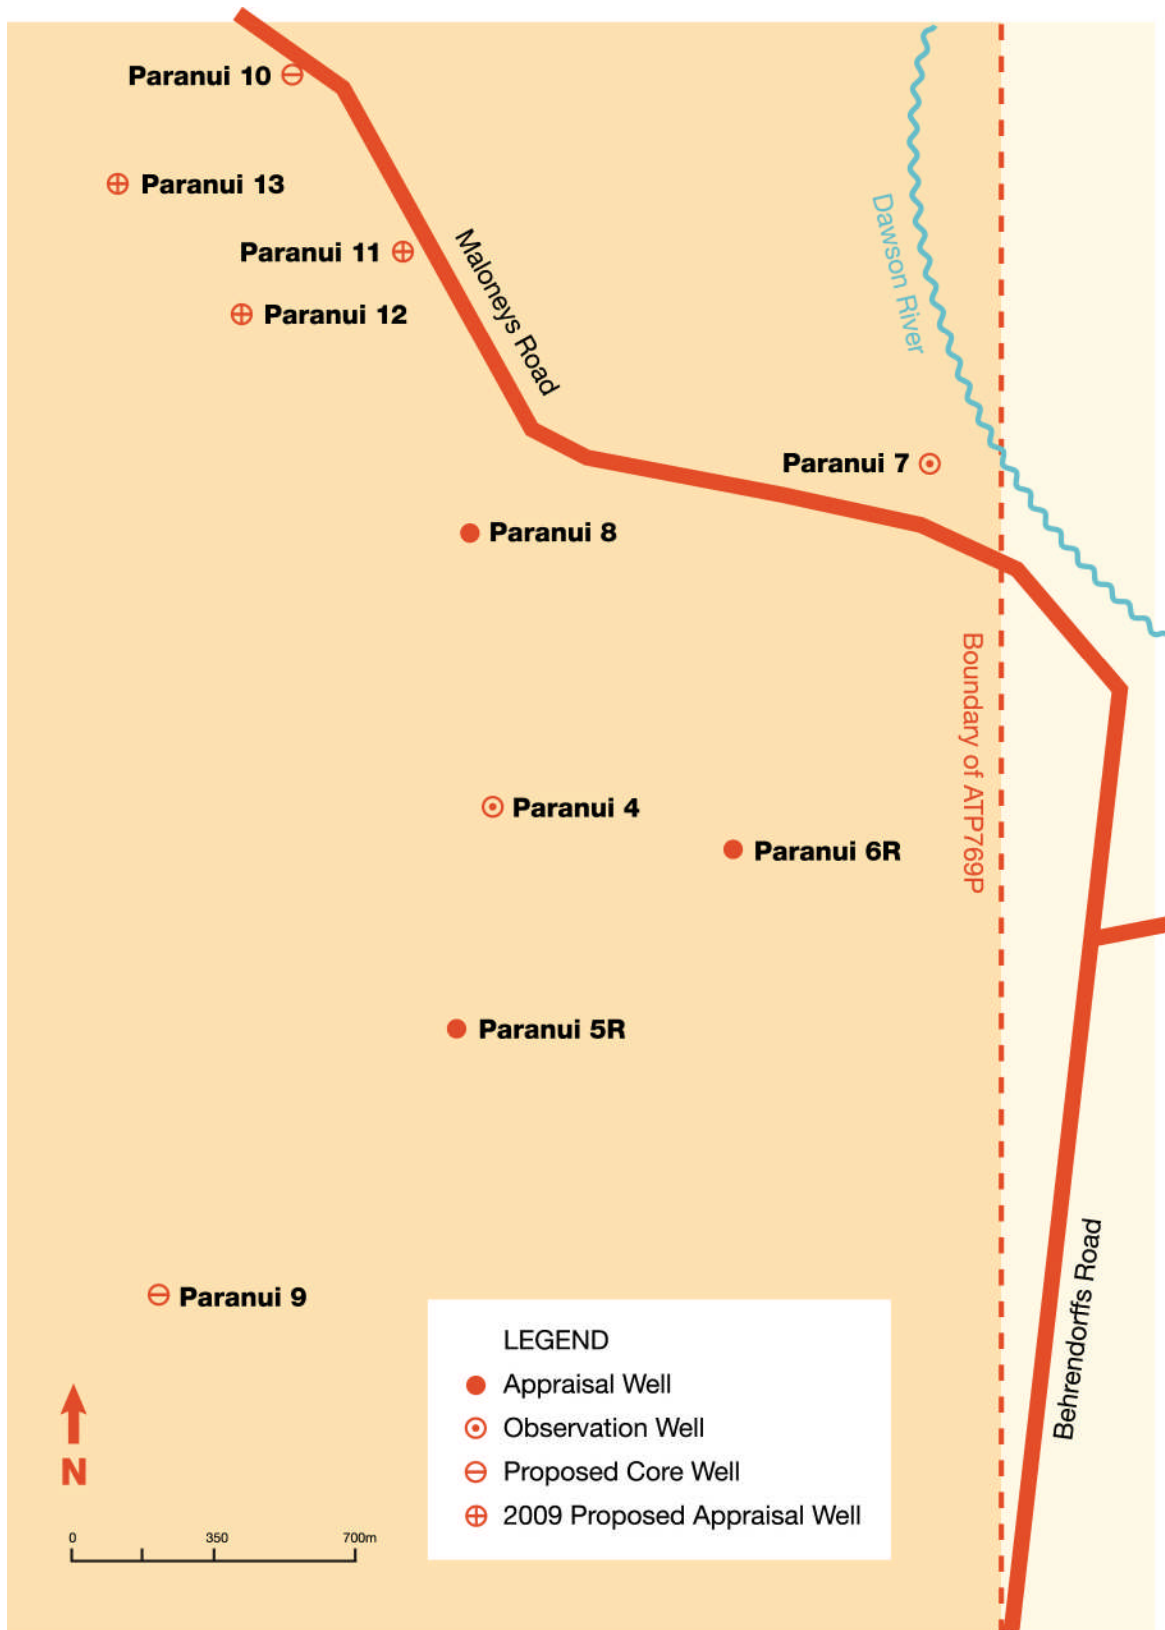 Paranui 10
Paranui 13
Paranui 11
Paranui 12
Maloneys Road
Dawson River
Paranui 7
Paranui 8
Boundary of ATP769P
Paranui 4
Paranui 6R
Paranui 5R
Paranui 9
Behrendorffs Road
LEGEND
Appraisal Well
Observation Well
Proposed Core Well
2009 Proposed Appraisal Well
N
0 350 700m